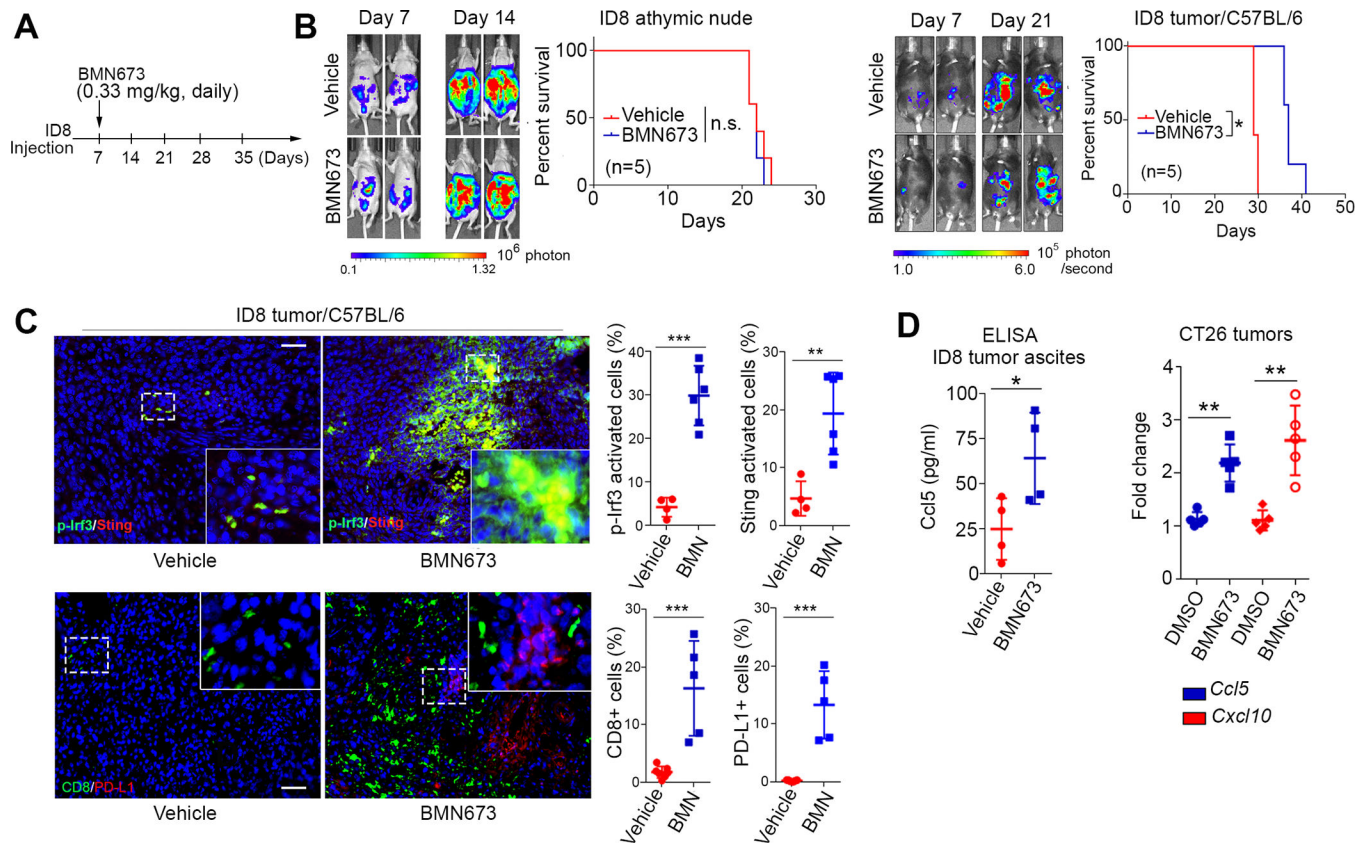 A
BMN673
(0.33 mg/kg, daily)
ID8
Injection
7 14 21 28 35 (Days)
B
Day 7 Day 14
Vehicle
BMN673
0.1 1.32
10⁶ photon
ID8 athymic nude
Percent survival
100
50
0
Vehicle
BMN673
n.s.
(n=5)
0 10 20 30
Days
Day 7 Day 21
Vehicle
BMN673
1.0 6.0
10⁵ photon
/second
ID8 tumor/C57BL/6
Percent survival
100
50
0
Vehicle
BMN673
*
(n=5)
0 10 20 30 40 50
Days
C
ID8 tumor/C57BL/6
p-Irf3/Sting
p-Irf3/Sting
Vehicle BMN673
p-Irf3 activated cells (%)
40
30
20
10
0
***
Vehicle
BMN
Sting activated cells (%)
30
20
10
0
**
Vehicle
BMN
CD8/PD-L1
Vehicle BMN673
CD8+ cells (%)
30
20
10
0
***
Vehicle
BMN
PD-L1+ cells (%)
30
20
10
0
***
Vehicle
BMN
D
ELISA
ID8 tumor ascites
Ccl5 (pg/ml)
100
75
50
25
0
*
Vehicle
BMN673
CT26 tumors
Fold change
4
3
2
1
0
**
**
DMSO
BMN673
DMSO
BMN673
Ccl5
Cxcl10